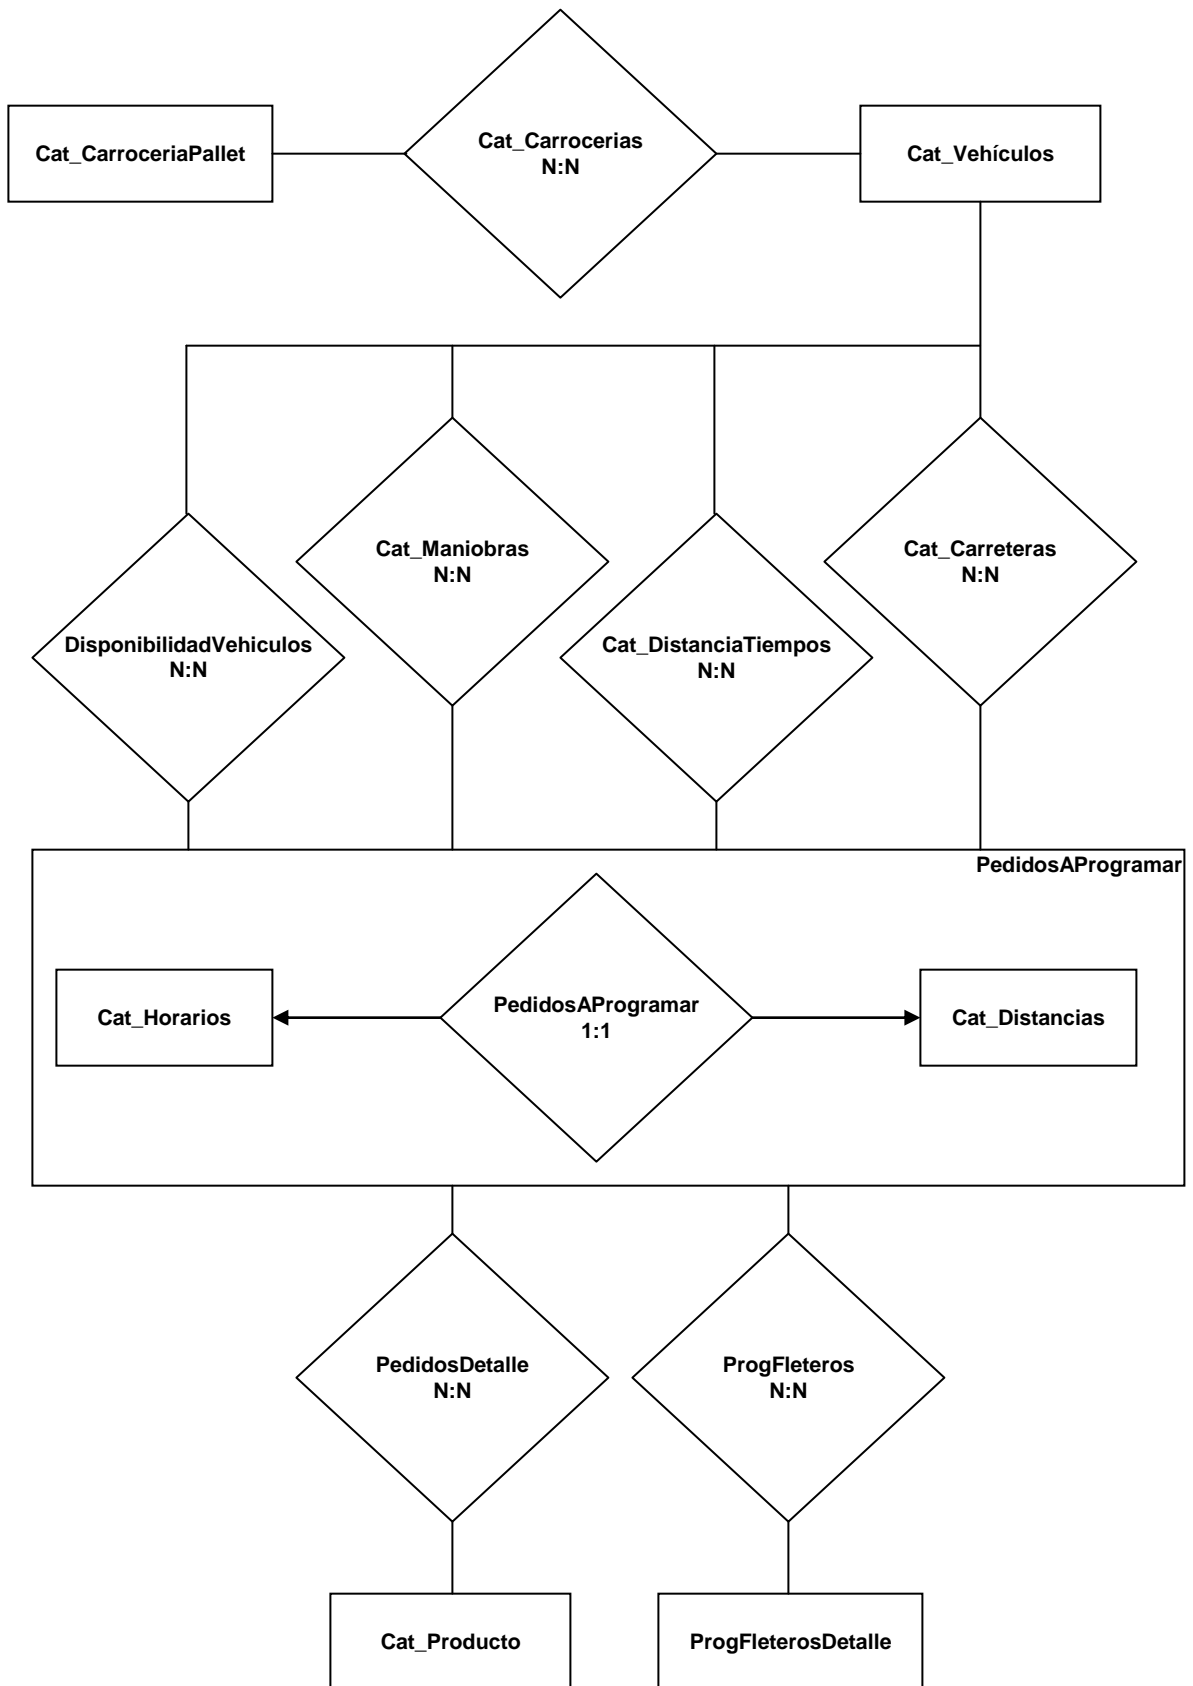 Cat_CarroceriaPallet
Cat_Carrocerias
N:N
Cat_Vehículos
Cat_Maniobras
N:N
Cat_Carreteras
N:N
DisponibilidadVehiculos
N:N
Cat_DistanciaTiempos
N:N
PedidosAProgramar
Cat_Horarios
PedidosAProgramar
1:1
Cat_Distancias
PedidosDetalle
N:N
ProgFleteros
N:N
Cat_Producto
ProgFleterosDetalle